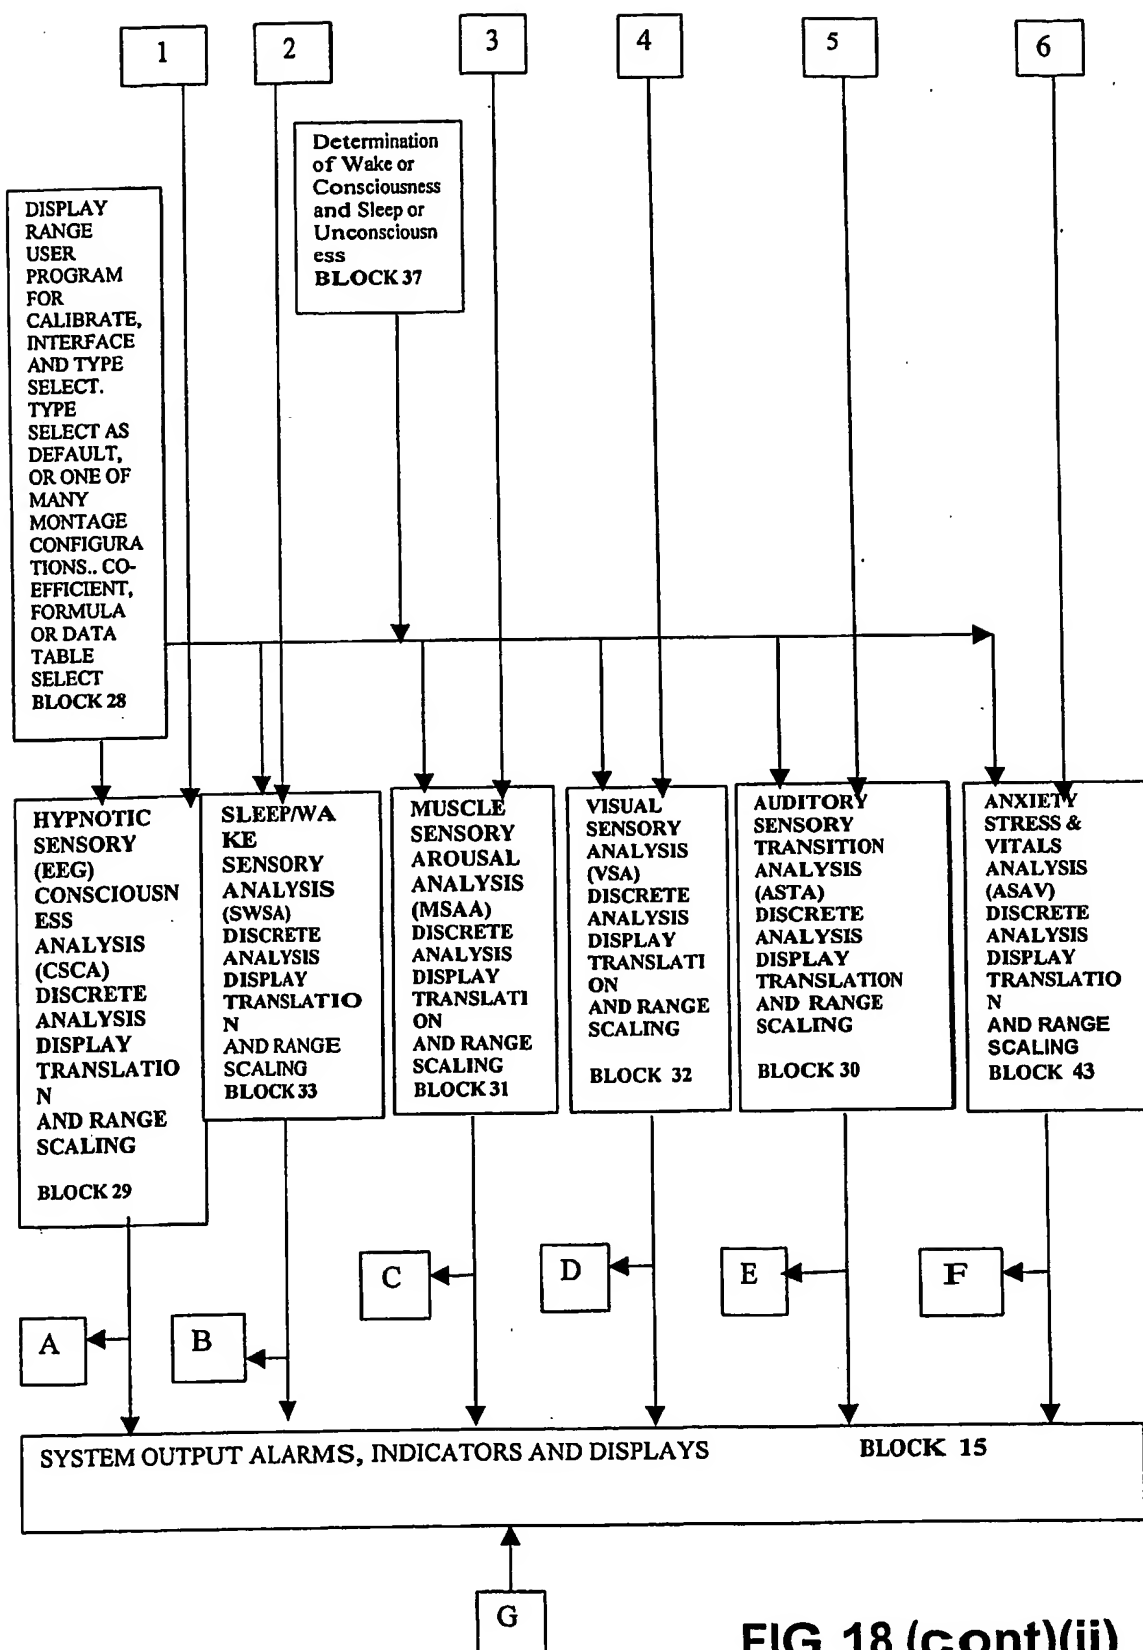 1
2
3
4
5
6
Determination
of Wake or
Consciousness
and Sleep or
Unconsciousn
ess
BLOCK 37
DISPLAY
RANGE
USER
PROGRAM
FOR
CALIBRATE,
INTERFACE
AND TYPE
SELECT.
TYPE
SELECT AS
DEFAULT,
OR ONE OF
MANY
MONTAGE
CONFIGURA
TIONS.. CO-
EFFICIENT,
FORMULA
OR DATA
TABLE
SELECT
BLOCK 28
HYPNOTIC
SENSORY
(EEG)
CONSCIOUSN
ESS
ANALYSIS
(CSCA)
DISCRETE
ANALYSIS
DISPLAY
TRANSLATIO
N
AND RANGE
SCALING
BLOCK 29
SLEEP/WA
KE
SENSORY
ANALYSIS
(SWSA)
DISCRETE
ANALYSIS
DISPLAY
TRANSLATIO
N
AND RANGE
SCALING
BLOCK 33
MUSCLE
SENSORY
AROUSAL
ANALYSIS
(MSAA)
DISCRETE
ANALYSIS
DISPLAY
TRANSLATI
ON
AND RANGE
SCALING
BLOCK 31
VISUAL
SENSORY
ANALYSIS
(VSA)
DISCRETE
ANALYSIS
DISPLAY
TRANSLATI
ON
AND RANGE
SCALING
BLOCK 32
AUDITORY
SENSORY
TRANSITION
ANALYSIS
(ASTA)
DISCRETE
ANALYSIS
DISPLAY
TRANSLATION
AND RANGE
SCALING
BLOCK 30
ANXIETY
STRESS &
VITALS
ANALYSIS
(ASAV)
DISCRETE
ANALYSIS
DISPLAY
TRANSLATIO
N
AND RANGE
SCALING
BLOCK 43
A
B
C
D
E
F
SYSTEM OUTPUT ALARMS, INDICATORS AND DISPLAYS BLOCK 15
G
FIG 18 (cont)(ii)